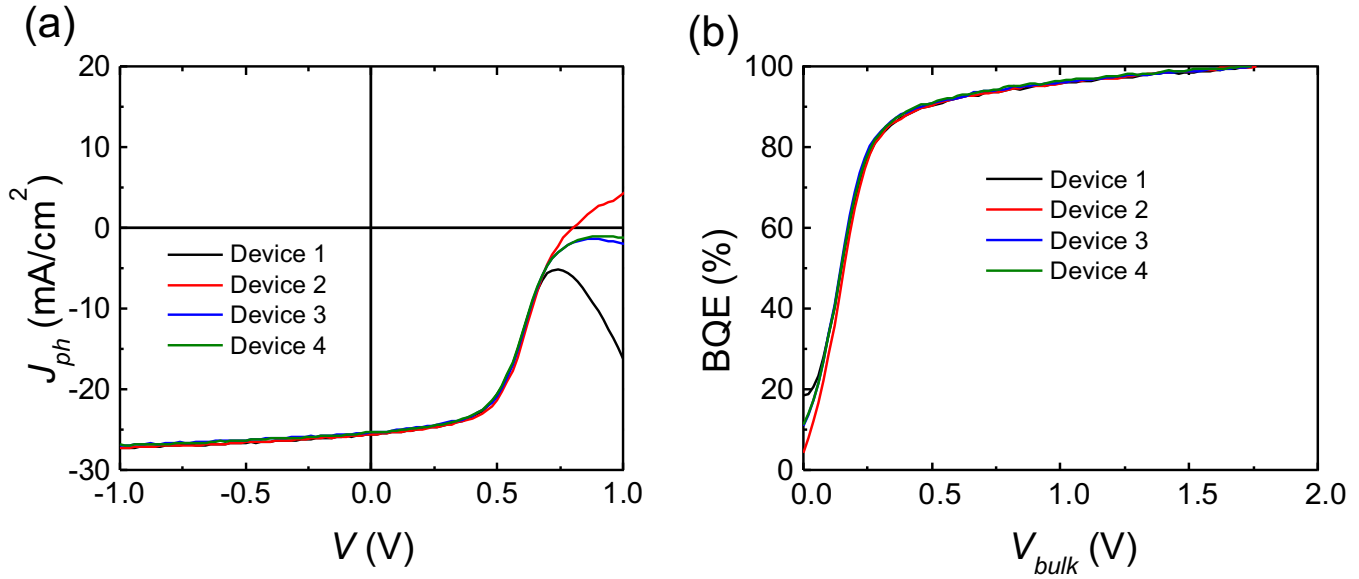 (a)
20
10
0
-10
-20
-30
J_ph (mA/cm²)
Device 1
Device 2
Device 3
Device 4
-1.0 -0.5 0.0 0.5 1.0
V (V)
(b)
100
80
60
40
20
0
BQE (%)
Device 1
Device 2
Device 3
Device 4
0.0 0.5 1.0 1.5 2.0
V_bulk (V)